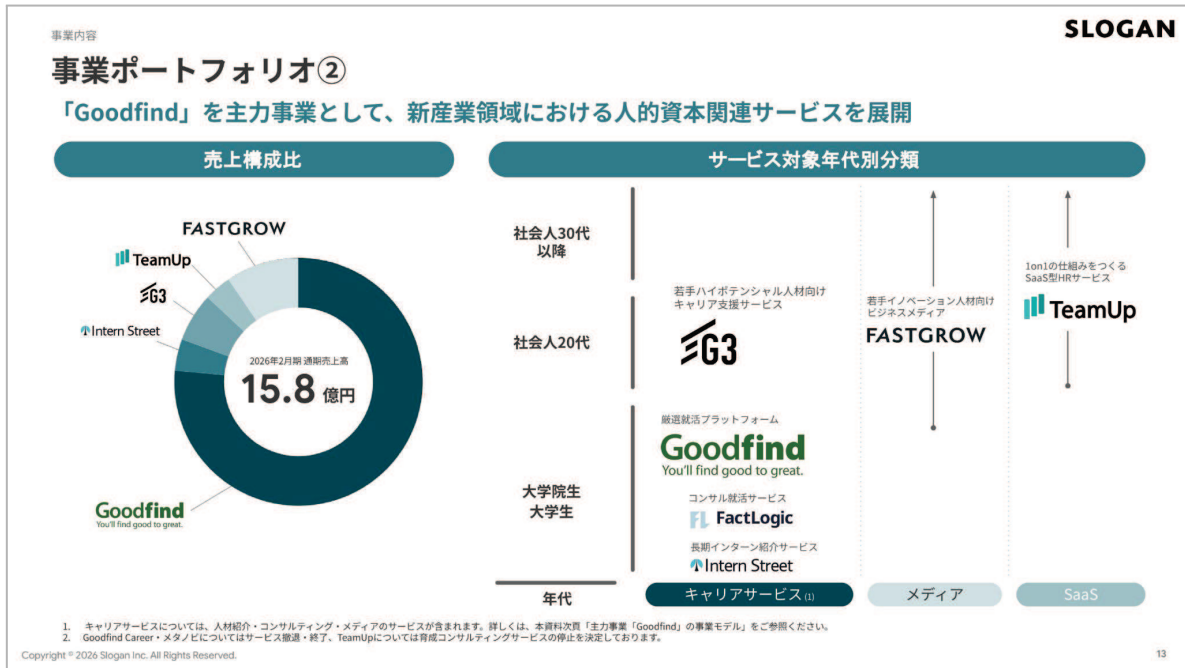 事業内容
SLOGAN
事業ポートフォリオ②
「Goodfind」を主力事業として、新産業領域における人的資本関連サービスを展開
売上構成比
FASTGROW
TeamUp
G3
Intern Street
2026年2月期 通期売上高
15.8 億円
Goodfind
You'll find good to great.
サービス対象年代別分類
社会人30代
以降
社会人20代
大学院生
大学生
年代
若手ハイポテンシャル人材向け
キャリア支援サービス
G3
厳選就活プラットフォーム
Goodfind
You'll find good to great.
コンサル就活サービス
FL FactLogic
長期インターン紹介サービス
Intern Street
キャリアサービス(1)
若手イノベーション人材向け
ビジネスメディア
FASTGROW
メディア
1on1の仕組みをつくる
SaaS型HRサービス
TeamUp
SaaS
1. キャリアサービスについては、人材紹介・コンサルティング・メディアのサービスが含まれます。詳しくは、本資料次頁「主力事業「Goodfind」の事業モデル」をご参照ください。
2. Goodfind Career・メタノビについてはサービス撤退・終了、TeamUpについては育成コンサルティングサービスの停止を決定しております。
Copyright © 2026 Slogan Inc. All Rights Reserved.
13